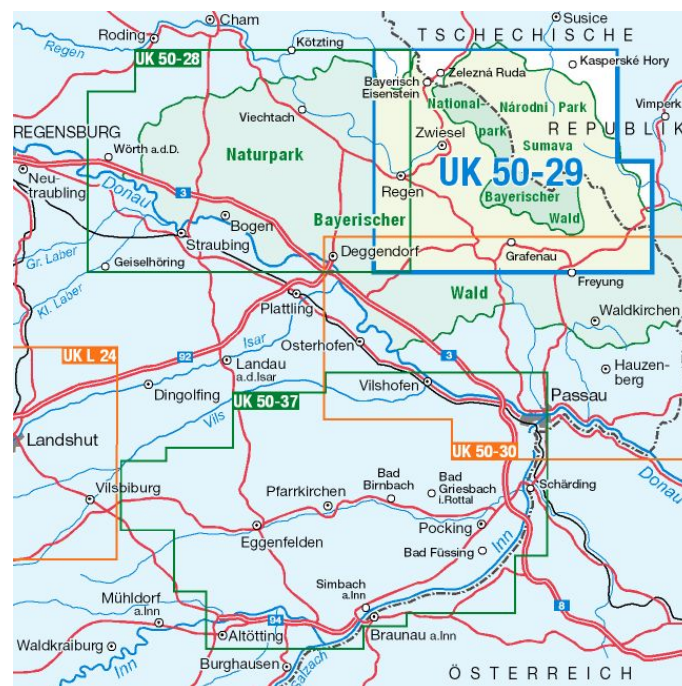 Susice
Cham
TSCHECHISCHE
Roding
Kötzting
Regen
UK 50-28
Kasperské Hory
Zelezná Ruda
Bayerisch
Eisenstein
National-
park
Národni Park
Viechtach
Vimperk
REGENSBURG
Zwiesel
REPUBLIK
Sumava
Wörth a.d.D.
Naturpark
UK 50-29
Neu-
traubling
Donau
3
Regen
Bayerischer
Wald
Bogen
Bayerischer
Straubing
Gr. Laber
Geiselhöring
Deggendorf
Grafenau
Freyung
Kl. Laber
Wald
Plattling
Waldkirchen
Isar
Osterhofen
UK L 24
92
3
Landau
a.d.Isar
Hauzen-
berg
Dingolfing
Vilshofen
UK 50-37
Passau
Vils
Landshut
UK 50-30
Donau
Vilsbiburg
Pfarrkirchen
Bad
Birnbach
Bad
Griesbach
i.Rottal
Schärding
Eggenfelden
Pocking
Inn
Bad Füssing
Mühldorf
a.Inn
Simbach
a.Inn
8
94
Altötting
Braunau a.Inn
Waldkraiburg
Inn
Burghausen
Salzach
ÖSTERREICH